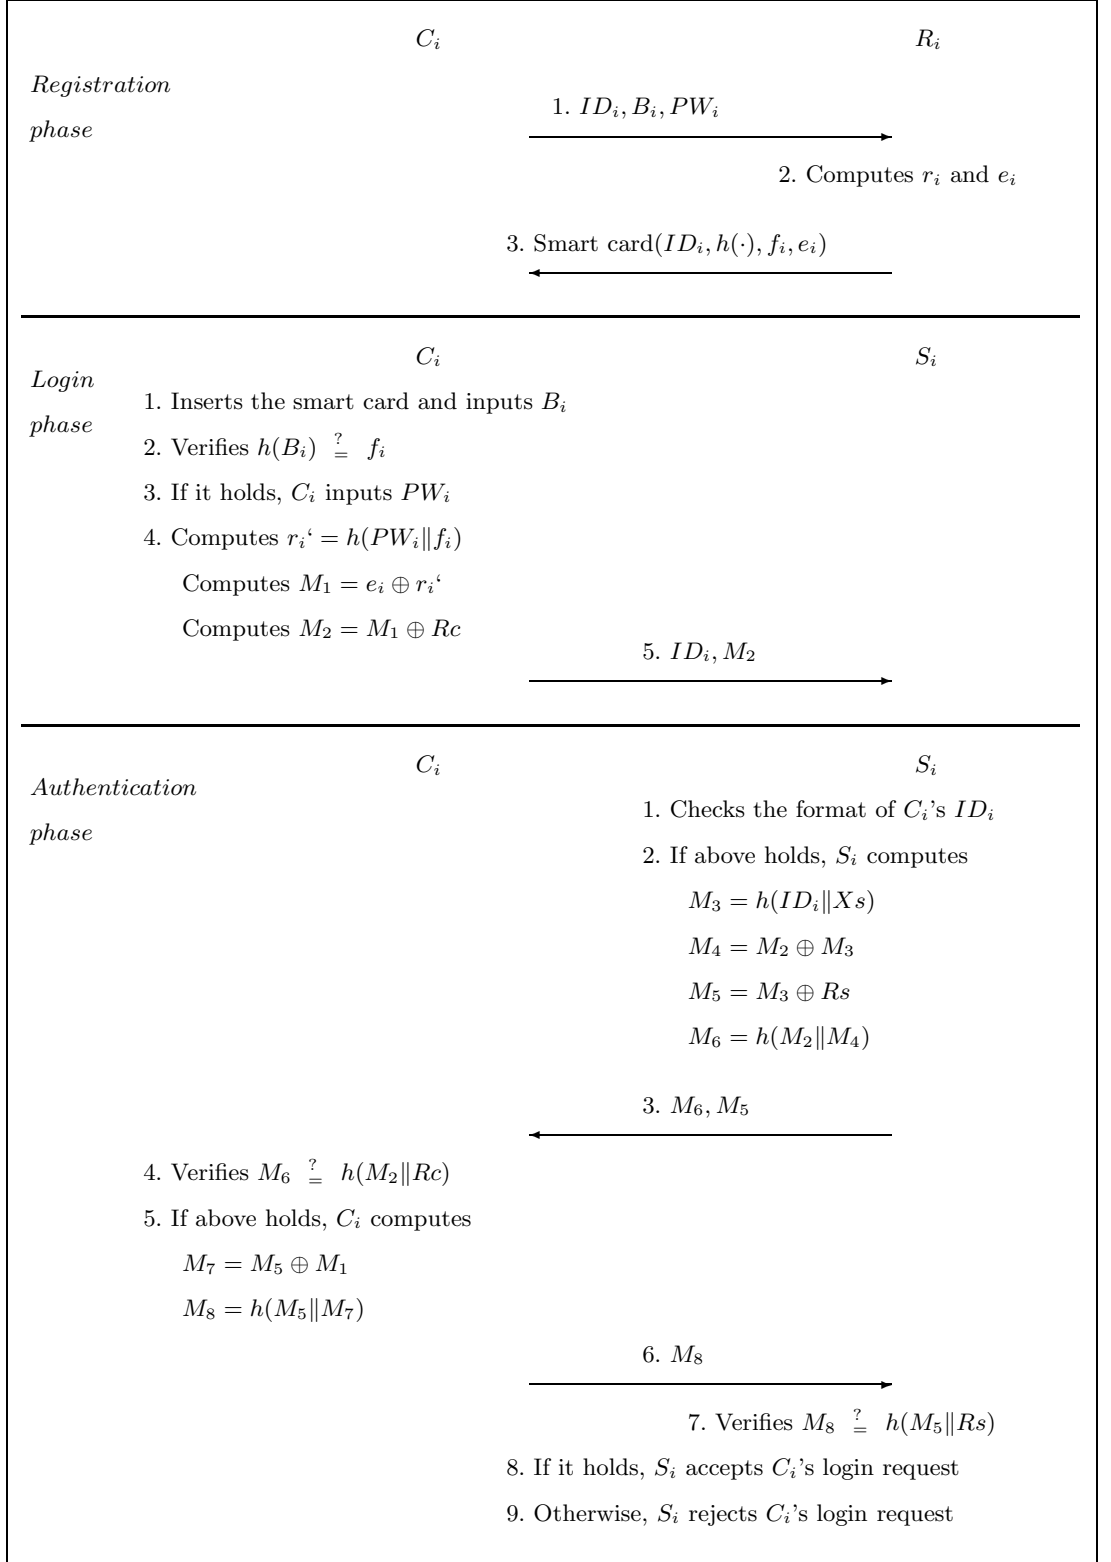 C_i R_i
Registration
phase
1. ID_i, B_i, PW_i
2. Computes r_i and e_i
3. Smart card(ID_i, h(·), f_i, e_i)
C_i S_i
Login
phase
1. Inserts the smart card and inputs B_i
2. Verifies h(B_i) ≟ f_i
3. If it holds, C_i inputs PW_i
4. Computes r_i‘ = h(PW_i∥f_i)
Computes M_1 = e_i ⊕ r_i‘
Computes M_2 = M_1 ⊕ Rc
5. ID_i, M_2
C_i S_i
Authentication
phase
1. Checks the format of C_i’s ID_i
2. If above holds, S_i computes
M_3 = h(ID_i∥Xs)
M_4 = M_2 ⊕ M_3
M_5 = M_3 ⊕ Rs
M_6 = h(M_2∥M_4)
3. M_6, M_5
4. Verifies M_6 ≟ h(M_2∥Rc)
5. If above holds, C_i computes
M_7 = M_5 ⊕ M_1
M_8 = h(M_5∥M_7)
6. M_8
7. Verifies M_8 ≟ h(M_5∥Rs)
8. If it holds, S_i accepts C_i’s login request
9. Otherwise, S_i rejects C_i’s login request